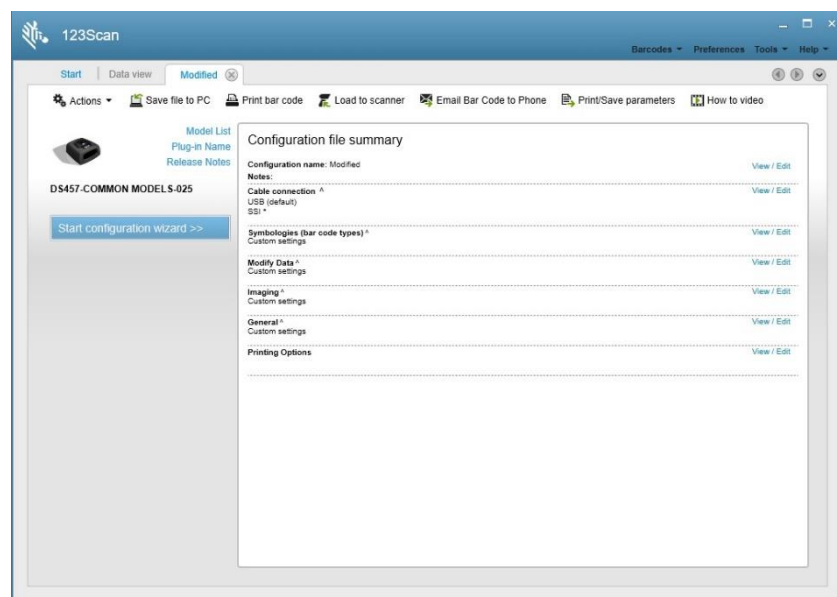 123Scan
Barcodes Preferences Tools Help
Start Data view Modified
Actions Save file to PC Print bar code Load to scanner Email Bar Code to Phone Print/Save parameters How to video
Model List
Plug-in Name
Release Notes
DS457-COMMON MODELS-025
Start configuration wizard >>
Configuration file summary
Configuration name: Modified View / Edit
Notes:
Cable connection ^ View / Edit
USB (default)
SSI *
Symbologies (bar code types) ^ View / Edit
Custom settings
Modify Data ^ View / Edit
Custom settings
Imaging ^ View / Edit
Custom settings
General ^ View / Edit
Custom settings
Printing Options View / Edit